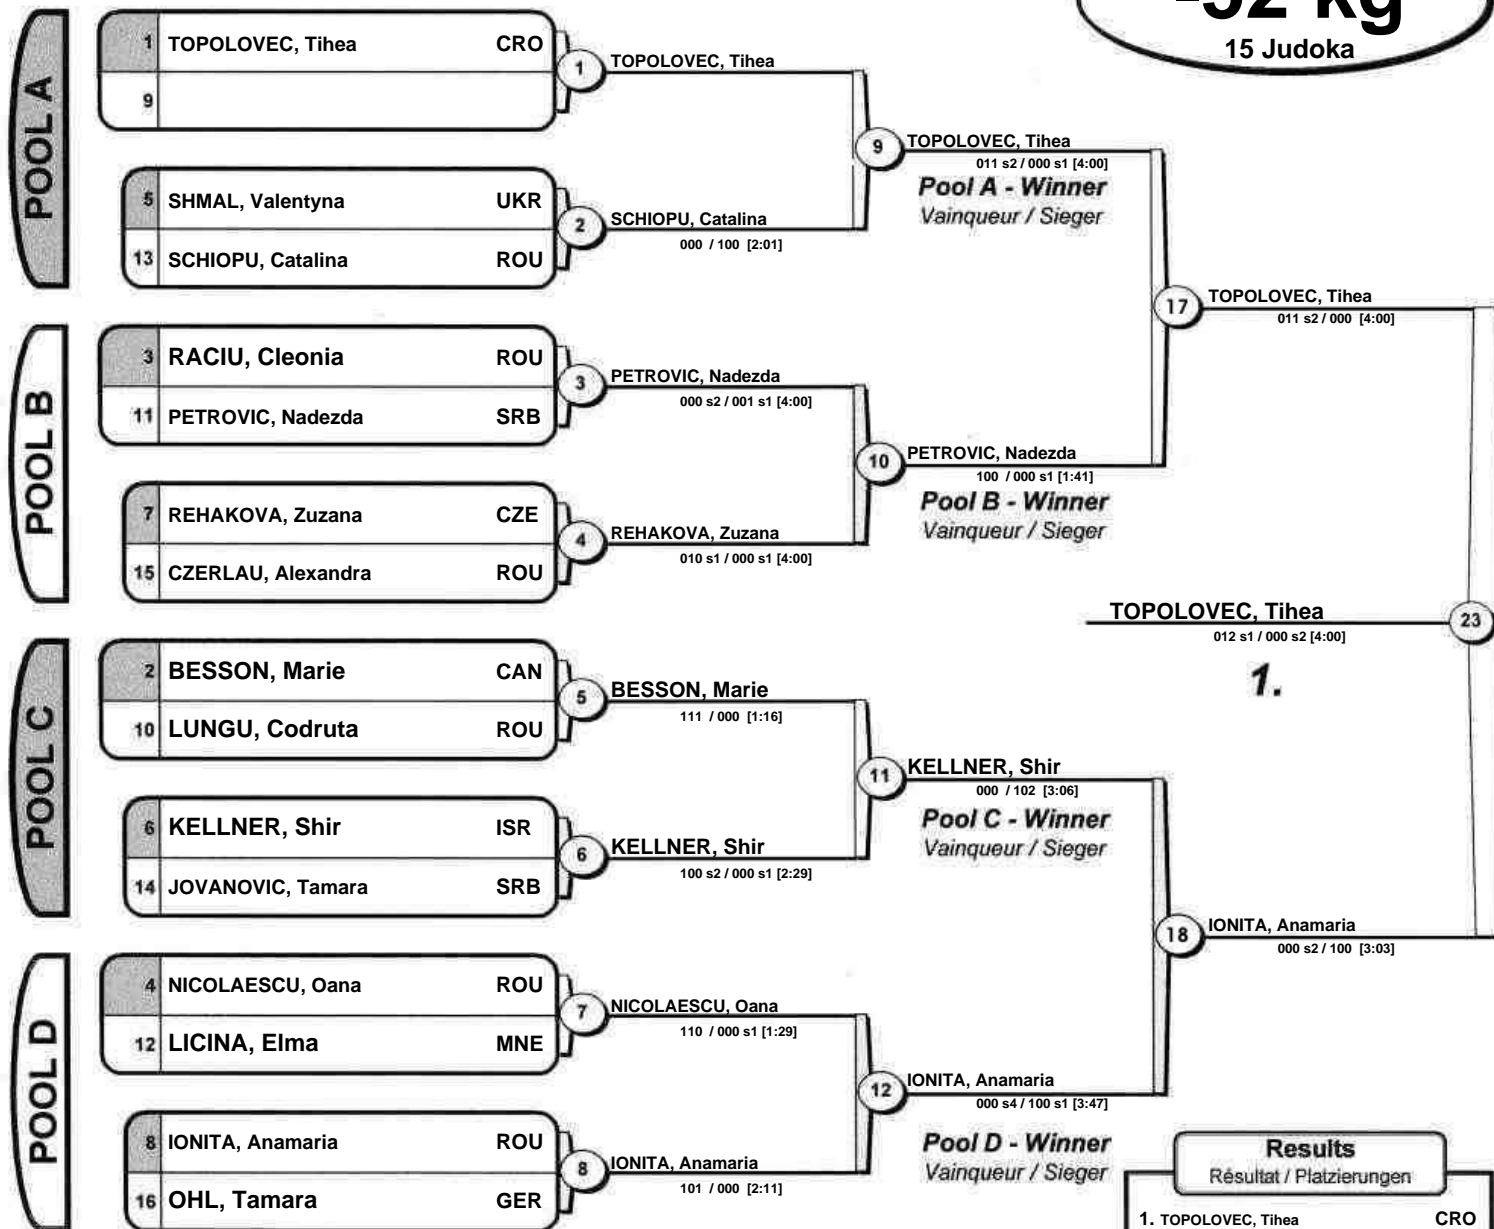 -52 kg
15 Judoka
POOL A
1 TOPOLOVEC, Tihea CRO
9
5 SHMAL, Valentyna UKR
13 SCHIOPU, Catalina ROU
1 TOPOLOVEC, Tihea
2 SCHIOPU, Catalina
000 / 100 [2:01]
9 TOPOLOVEC, Tihea
011 s2 / 000 s1 [4:00]
Pool A - Winner
Vainqueur / Sieger
POOL B
3 RACIU, Cleonia ROU
11 PETROVIC, Nadezda SRB
7 REHAKOVA, Zuzana CZE
15 CZERLAU, Alexandra ROU
3 PETROVIC, Nadezda
000 s2 / 001 s1 [4:00]
4 REHAKOVA, Zuzana
010 s1 / 000 s1 [4:00]
10 PETROVIC, Nadezda
100 / 000 s1 [1:41]
Pool B - Winner
Vainqueur / Sieger
17 TOPOLOVEC, Tihea
011 s2 / 000 [4:00]
TOPOLOVEC, Tihea 23
012 s1 / 000 s2 [4:00]
1.
POOL C
2 BESSON, Marie CAN
10 LUNGU, Codruta ROU
6 KELLNER, Shir ISR
14 JOVANOVIC, Tamara SRB
5 BESSON, Marie
111 / 000 [1:16]
6 KELLNER, Shir
100 s2 / 000 s1 [2:29]
11 KELLNER, Shir
000 / 102 [3:06]
Pool C - Winner
Vainqueur / Sieger
POOL D
4 NICOLAESCU, Oana ROU
12 LICINA, Elma MNE
8 IONITA, Anamaria ROU
16 OHL, Tamara GER
7 NICOLAESCU, Oana
110 / 000 s1 [1:29]
8 IONITA, Anamaria
101 / 000 [2:11]
12 IONITA, Anamaria
000 s4 / 100 s1 [3:47]
Pool D - Winner
Vainqueur / Sieger
18 IONITA, Anamaria
000 s2 / 100 [3:03]
Results
Résultat / Platzierungen
1. TOPOLOVEC, Tihea CRO